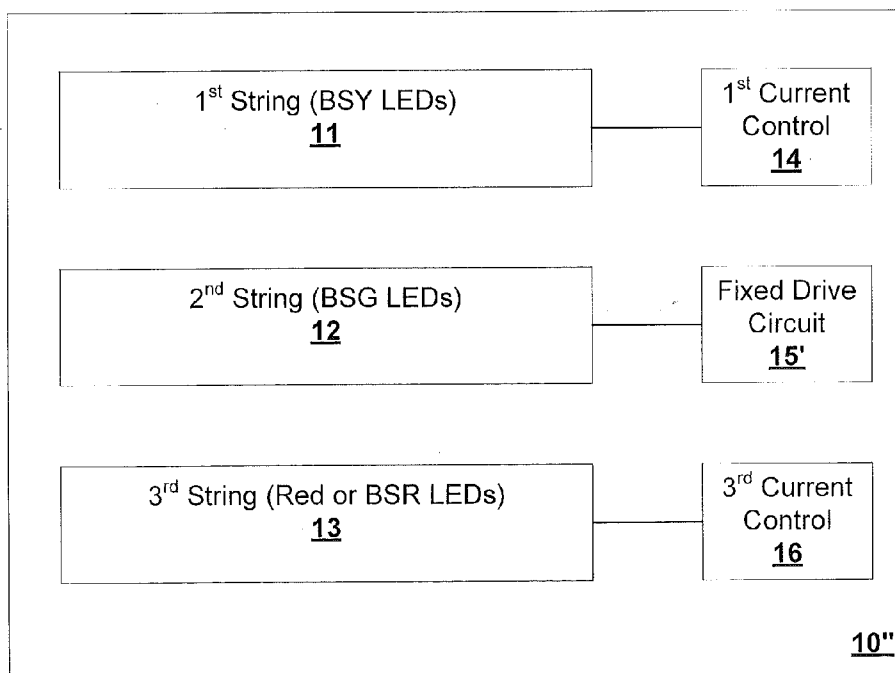 1st String (BSY LEDs)
11
1st Current
Control
14
2nd String (BSG LEDs)
12
Fixed Drive
Circuit
15'
3rd String (Red or BSR LEDs)
13
3rd Current
Control
16
10"